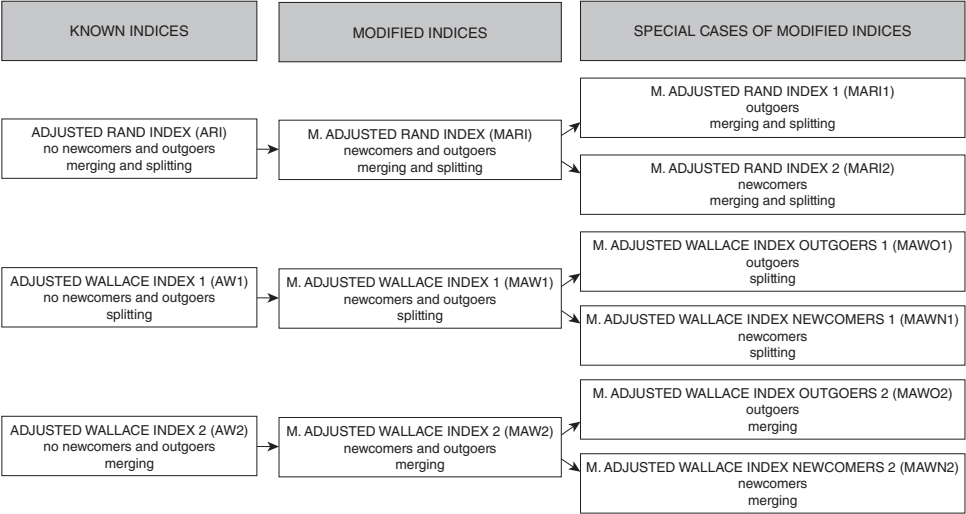 KNOWN INDICES
MODIFIED INDICES
SPECIAL CASES OF MODIFIED INDICES
ADJUSTED RAND INDEX (ARI)
no newcomers and outgoers
merging and splitting
M. ADJUSTED RAND INDEX (MARI)
newcomers and outgoers
merging and splitting
M. ADJUSTED RAND INDEX 1 (MARI1)
outgoers
merging and splitting
M. ADJUSTED RAND INDEX 2 (MARI2)
newcomers
merging and splitting
ADJUSTED WALLACE INDEX 1 (AW1)
no newcomers and outgoers
splitting
M. ADJUSTED WALLACE INDEX 1 (MAW1)
newcomers and outgoers
splitting
M. ADJUSTED WALLACE INDEX OUTGOERS 1 (MAWO1)
outgoers
splitting
M. ADJUSTED WALLACE INDEX NEWCOMERS 1 (MAWN1)
newcomers
splitting
ADJUSTED WALLACE INDEX 2 (AW2)
no newcomers and outgoers
merging
M. ADJUSTED WALLACE INDEX 2 (MAW2)
newcomers and outgoers
merging
M. ADJUSTED WALLACE INDEX OUTGOERS 2 (MAWO2)
outgoers
merging
M. ADJUSTED WALLACE INDEX NEWCOMERS 2 (MAWN2)
newcomers
merging